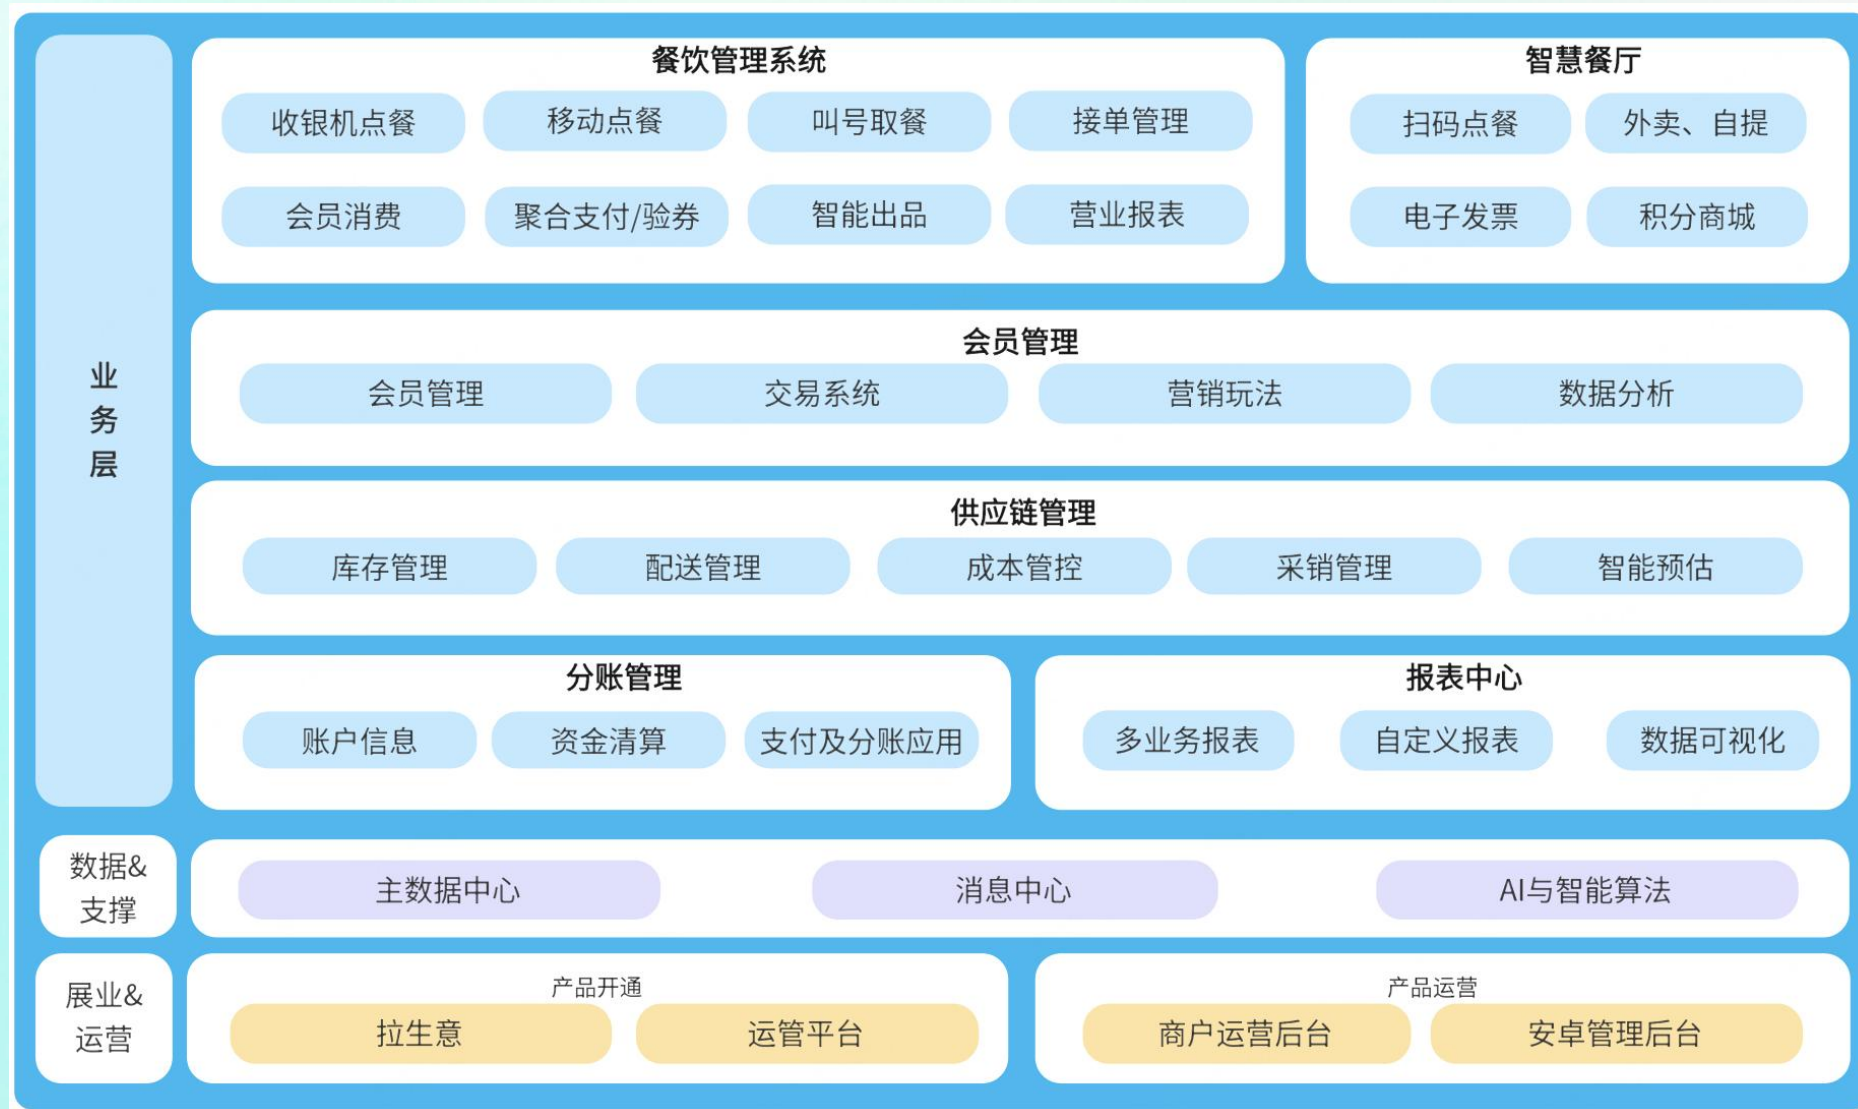 业务层
餐饮管理系统
收银机点餐 移动点餐 叫号取餐 接单管理
会员消费 聚合支付/验券 智能出品 营业报表
智慧餐厅
扫码点餐 外卖、自提
电子发票 积分商城
会员管理
会员管理 交易系统 营销玩法 数据分析
供应链管理
库存管理 配送管理 成本管控 采销管理 智能预估
分账管理
账户信息 资金清算 支付及分账应用
报表中心
多业务报表 自定义报表 数据可视化
数据&
支撑
主数据中心 消息中心 AI与智能算法
展业&
运营
产品开通
拉生意 运管平台
产品运营
商户运营后台 安卓管理后台